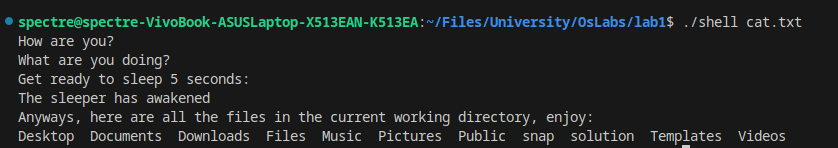 spectre@spectre-VivoBook-ASUSLaptop-X513EAN-K513EA:~/Files/University/OsLabs/lab1$ ./shell cat.txt
How are you?
What are you doing?
Get ready to sleep 5 seconds:
The sleeper has awakened
Anyways, here are all the files in the current working directory, enjoy:
Desktop  Documents  Downloads  Files  Music  Pictures  Public  snap  solution  Templates  Videos